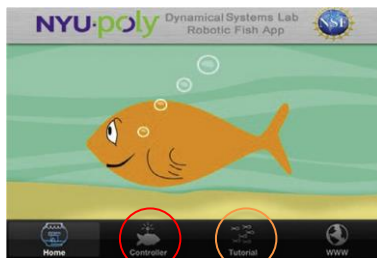 NYU·poly
Dynamical Systems Lab
Robotic Fish App
NSF
Home
Controller
Tutorial
WWW